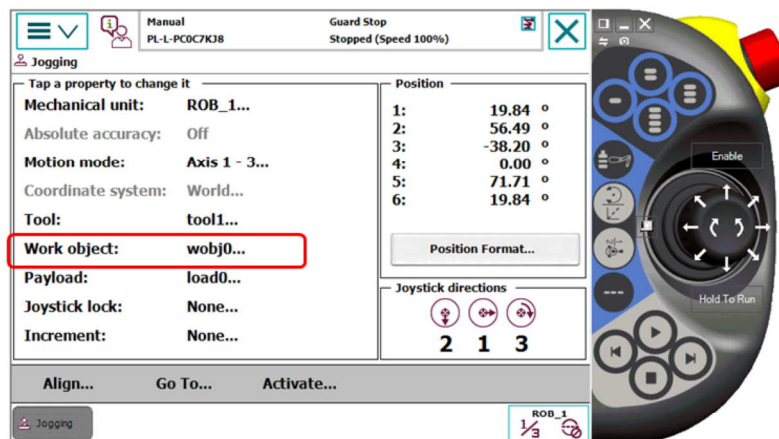 Manual
PL-L-PC0C7KJ8
Guard Stop
Stopped (Speed 100%)
Jogging
Tap a property to change it
Mechanical unit: ROB_1...
Absolute accuracy: Off
Motion mode: Axis 1 - 3...
Coordinate system: World...
Tool: tool1...
Work object: wobj0...
Payload: load0...
Joystick lock: None...
Increment: None...
Position
1: 19.84 º
2: 56.49 º
3: -38.20 º
4: 0.00 º
5: 71.71 º
6: 19.84 º
Position Format...
Joystick directions
2 1 3
Align... Go To... Activate...
Jogging
ROB_1
1/3
Enable
Hold To Run